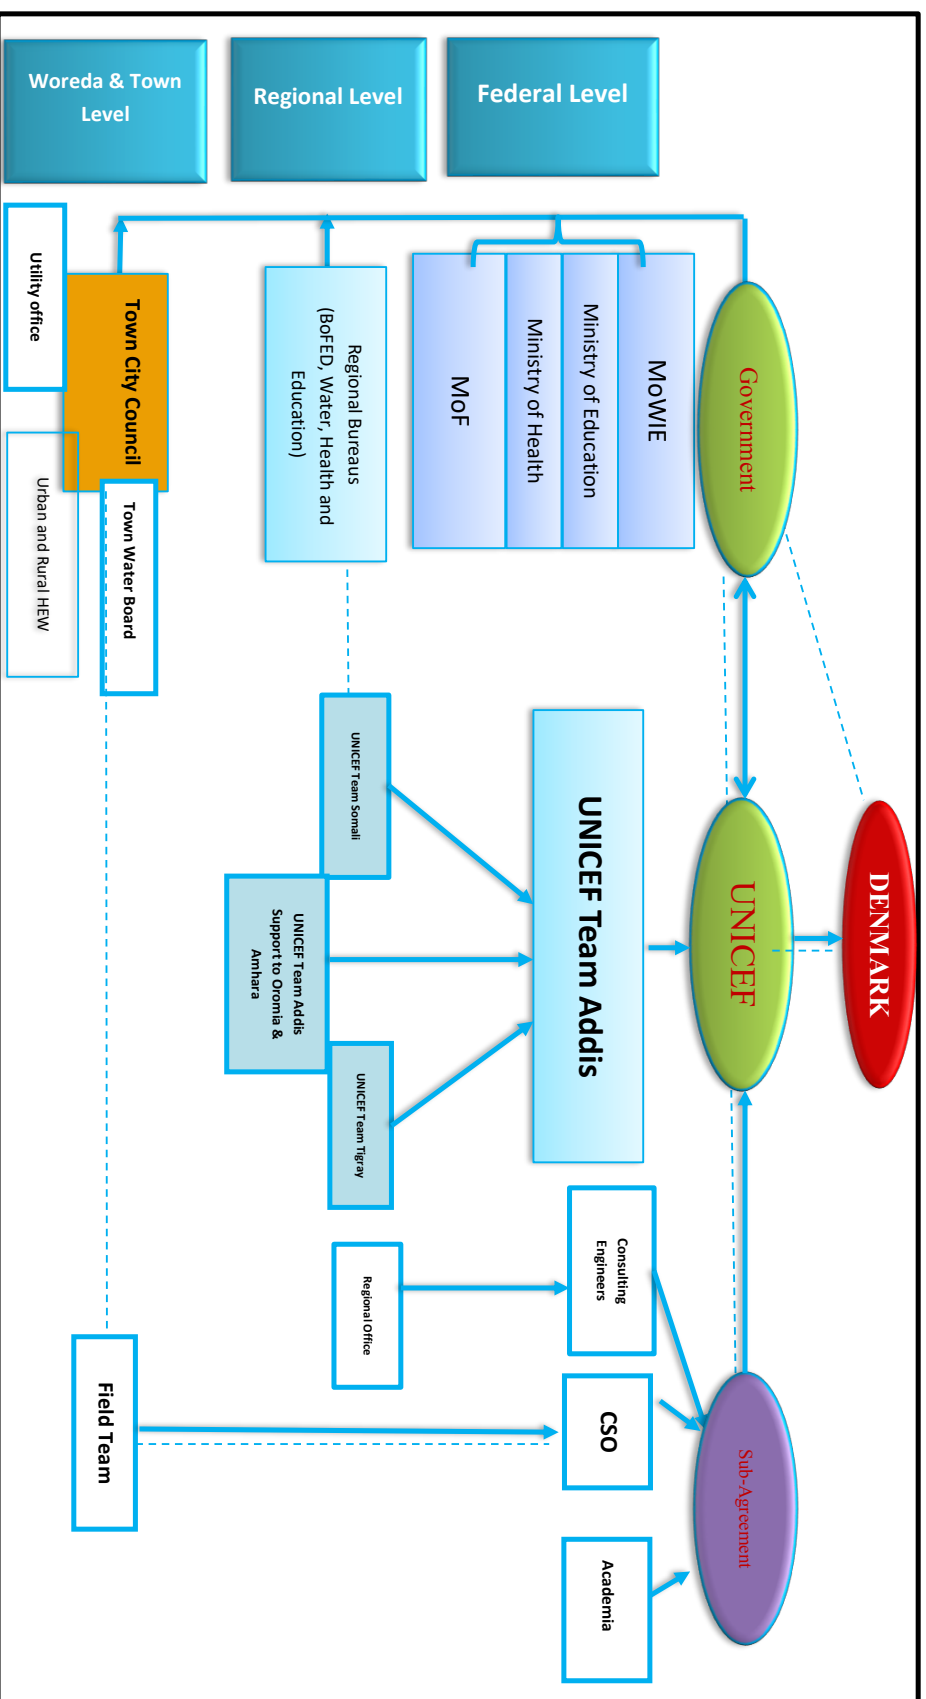 Woreda & Town
Level
Regional Level
Federal Level
DENMARK
Government
UNICEF
Sub-Agreement
MoWIE
Ministry of Education
Ministry of Health
MoF
UNICEF Team Addis
Consulting
Engineers
CSO
Academia
Regional Bureaus
(BoFED, Water, Health and
Education)
UNICEF Team Somali
UNICEF Team Addis
Support to Oromia &
Amhara
UNICEF Team Tigray
Regional Office
Town City Council
Town Water Board
Utility office
Urban and Rural HEW
Field Team